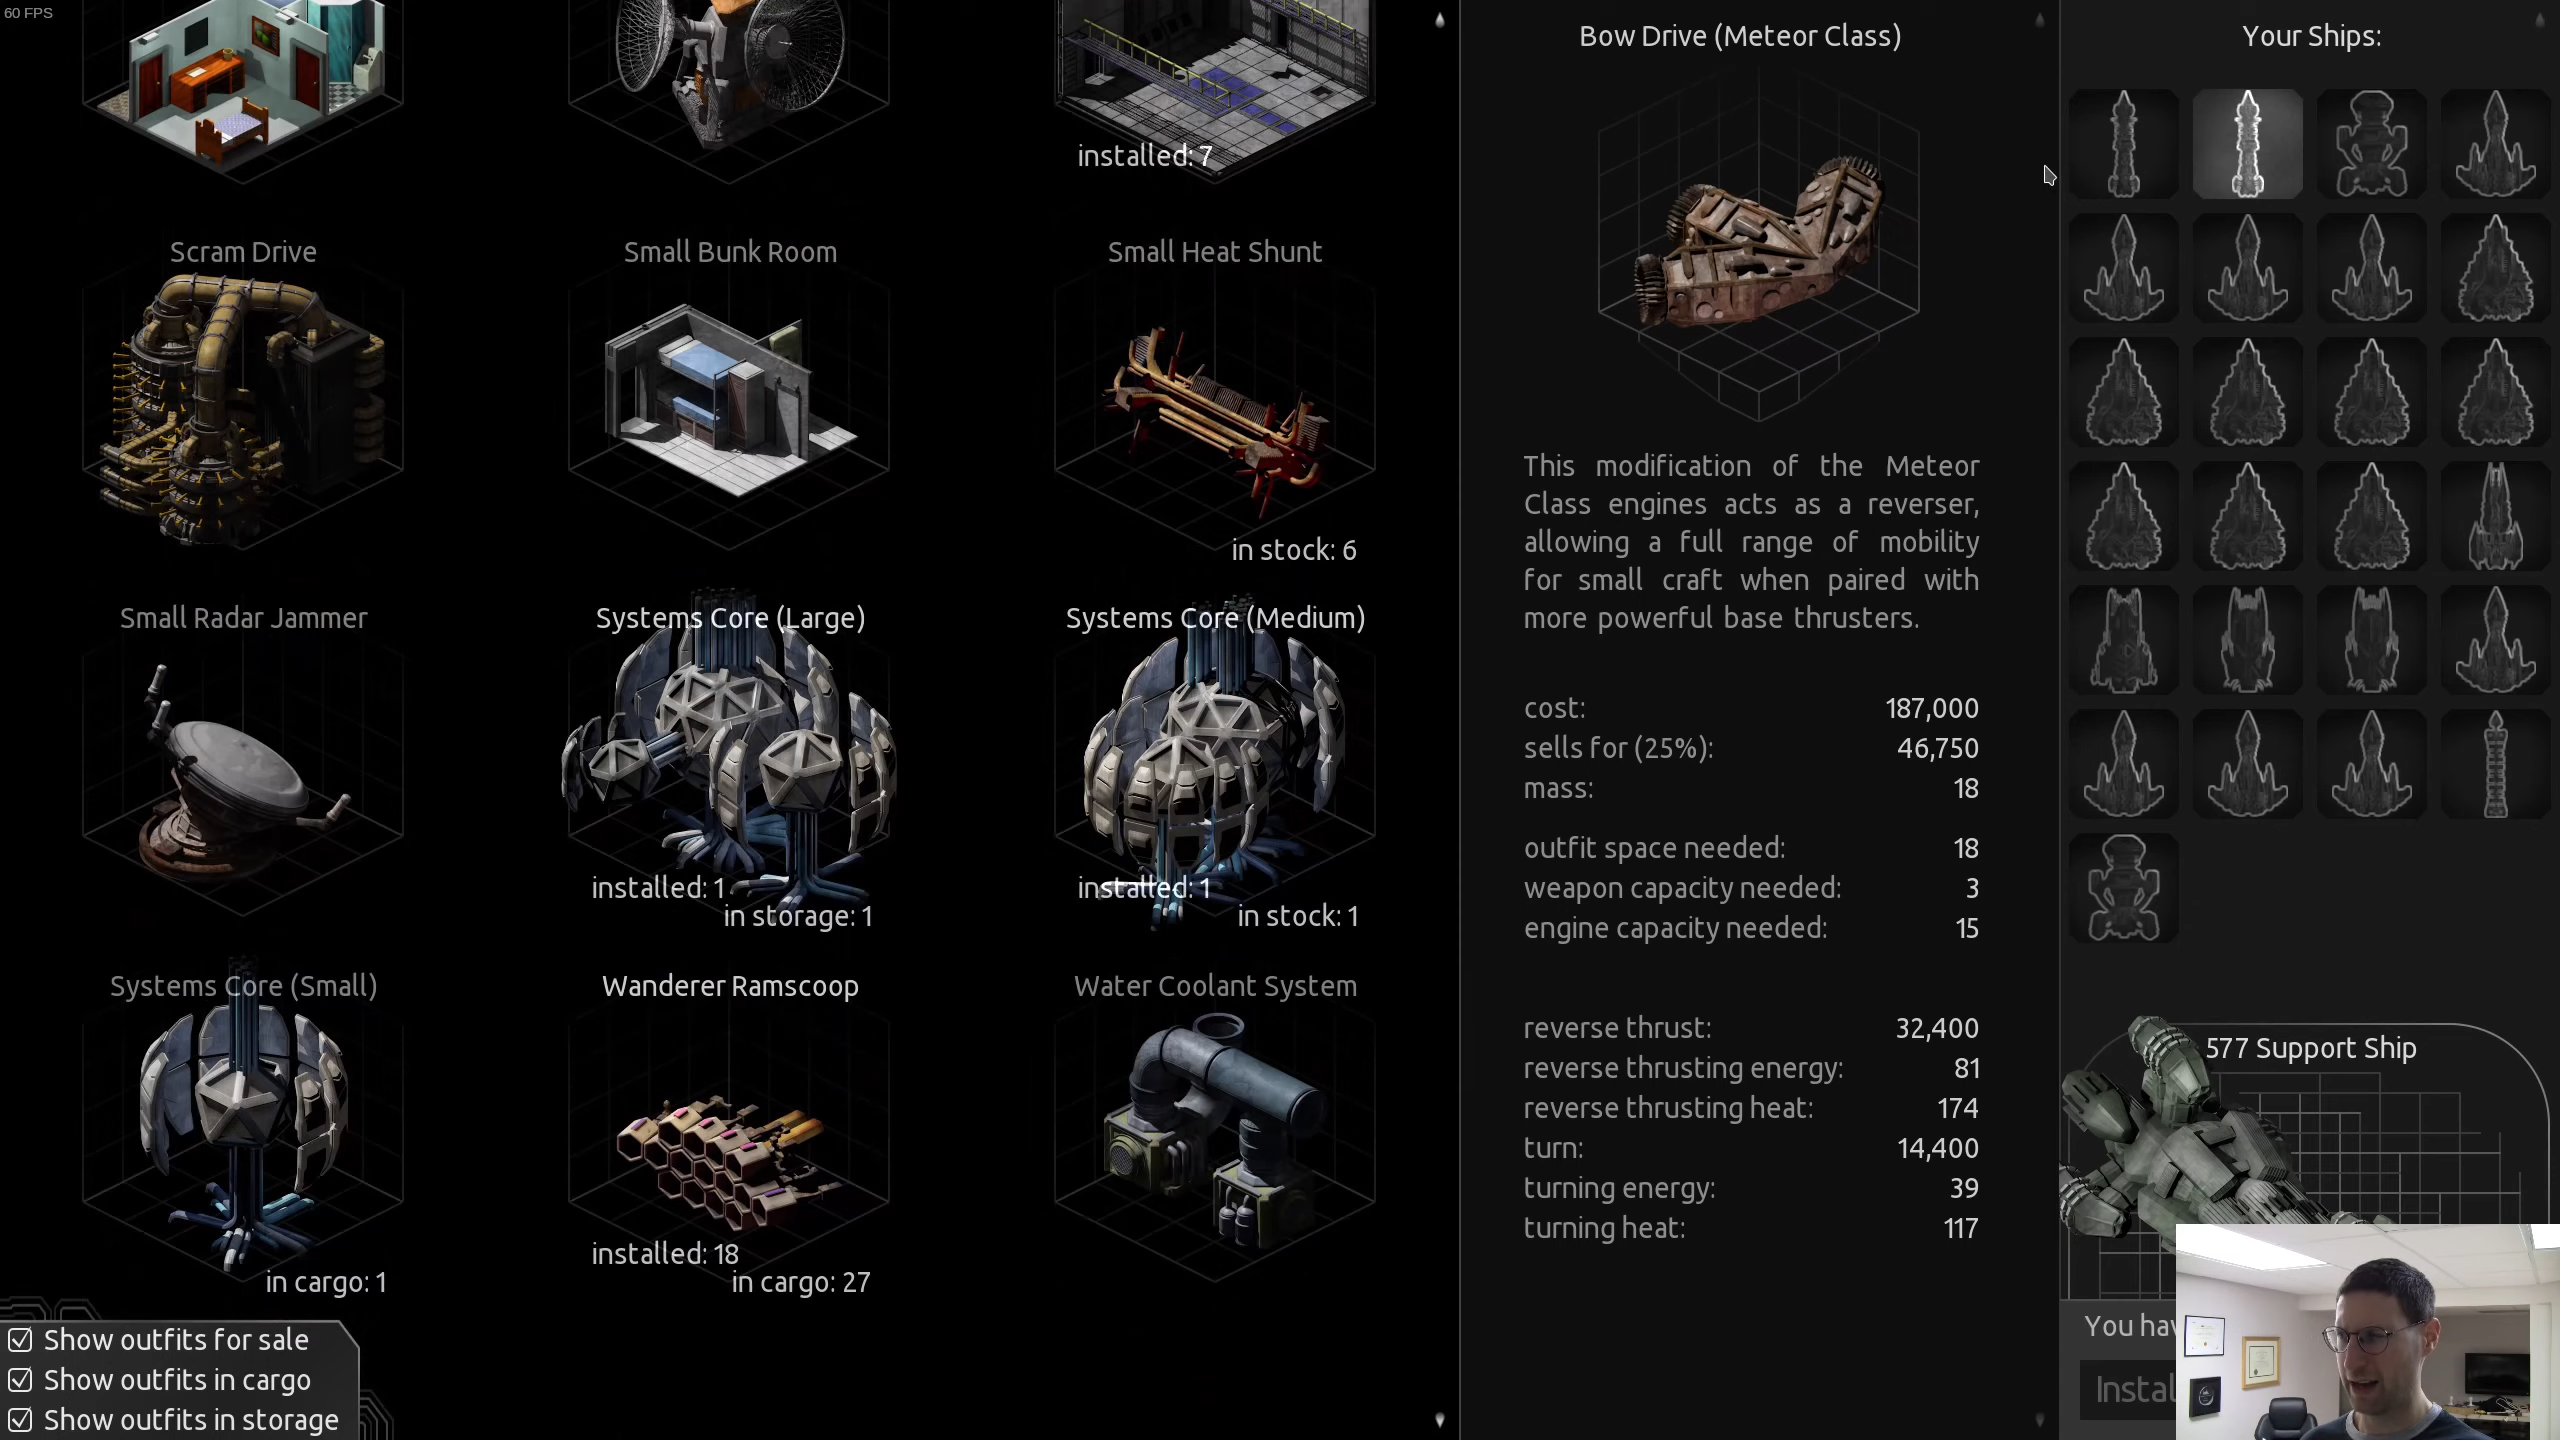 60 FPS
installed: 7
Scram Drive
Small Bunk Room
Small Heat Shunt
in stock: 6
Small Radar Jammer
Systems Core (Large)
Systems Core (Medium)
installed: 1
in storage: 1
installed: 1
in stock: 1
Systems Core (Small)
Wanderer Ramscoop
Water Coolant System
in cargo: 1
installed: 18
in cargo: 27
Show outfits for sale
Show outfits in cargo
Show outfits in storage
Bow Drive (Meteor Class)
This modification of the Meteor
Class engines acts as a reverser,
allowing a full range of mobility
for small craft when paired with
more powerful base thrusters.
cost: 187,000
sells for (25%): 46,750
mass: 18
outfit space needed: 18
weapon capacity needed: 3
engine capacity needed: 15
reverse thrust: 32,400
reverse thrusting energy: 81
reverse thrusting heat: 174
turn: 14,400
turning energy: 39
turning heat: 117
Your Ships:
577 Support Ship
You